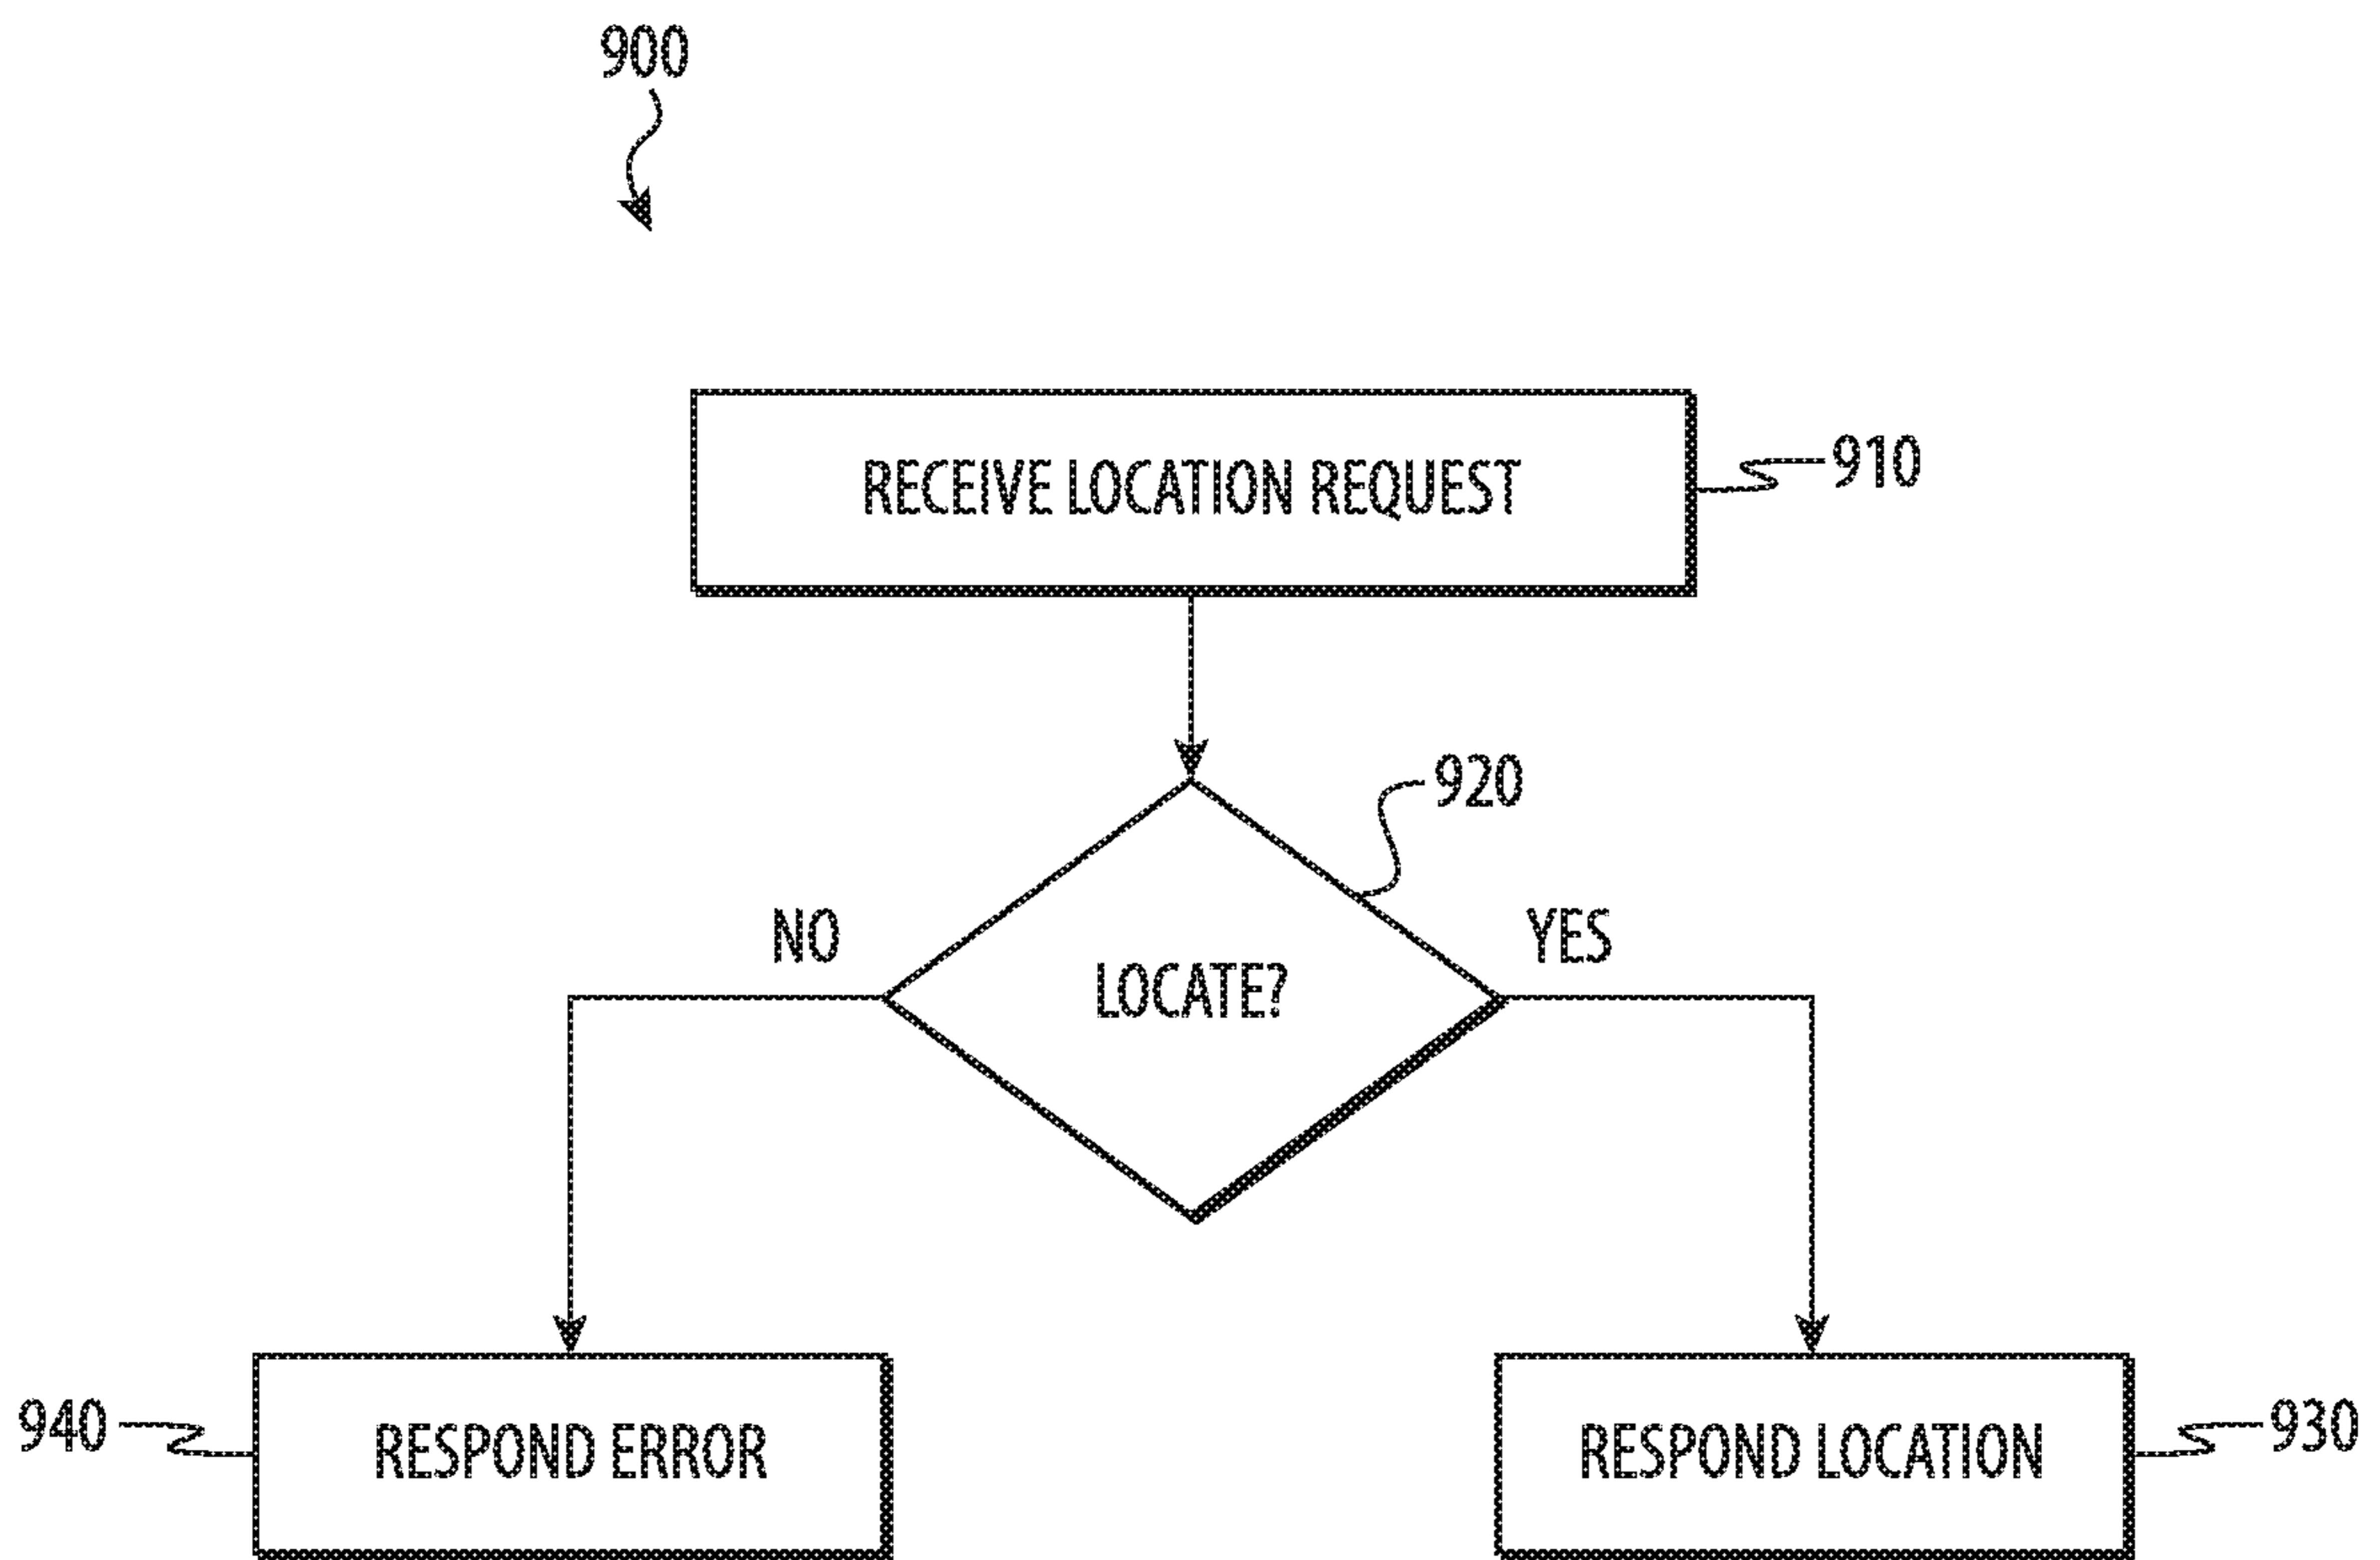 900
RECEIVE LOCATION REQUEST
910
920
NO
YES
LOCATE?
940
RESPOND ERROR
RESPOND LOCATION
930